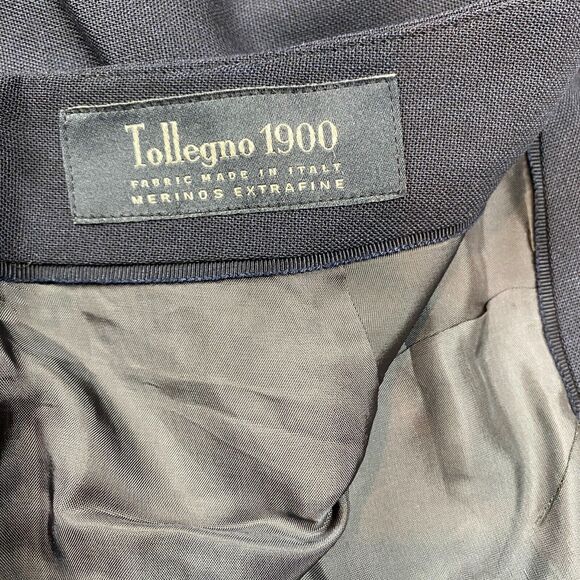 Tollegno 1900
FABRIC MADE IN ITALY
MERINOS EXTRAFINE